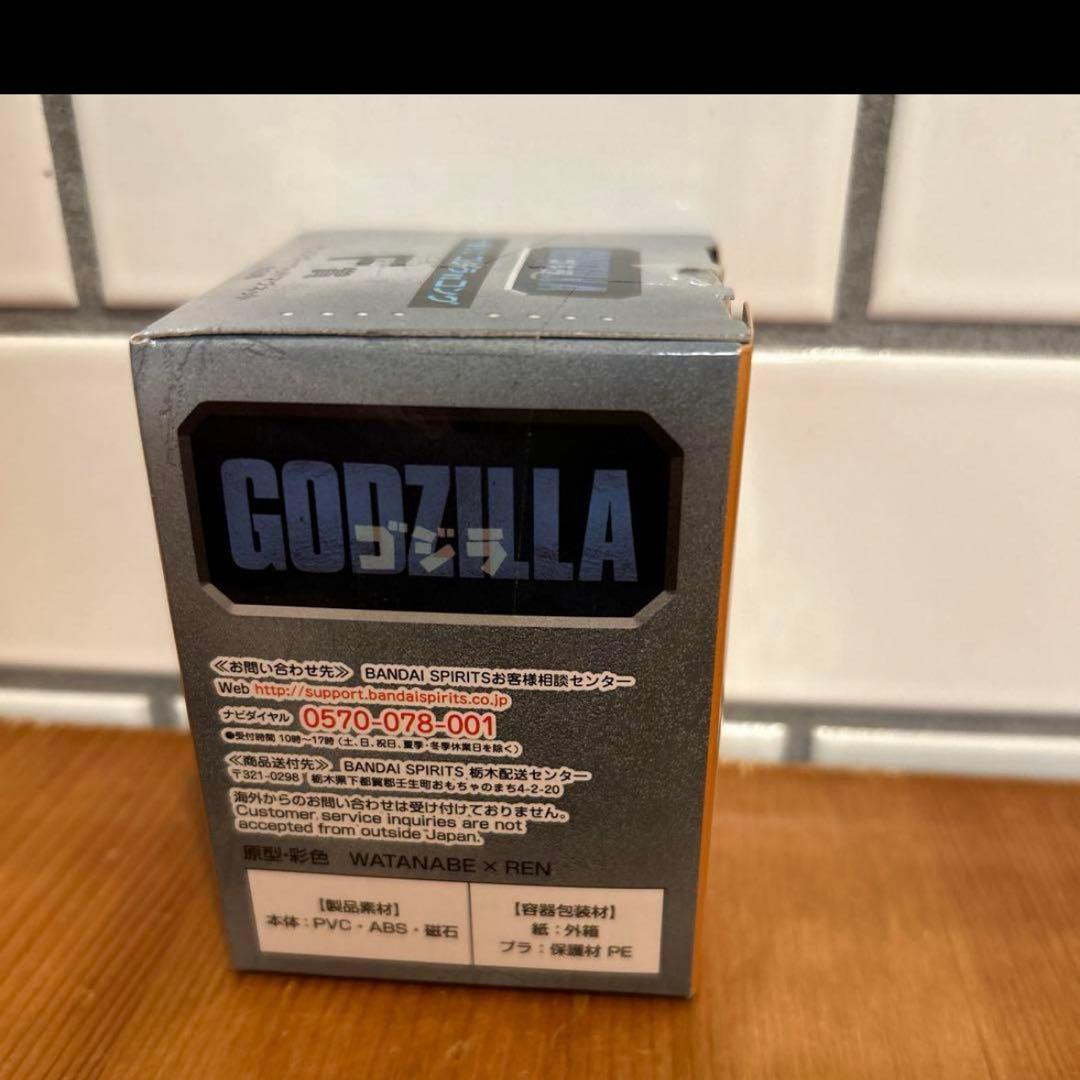 F賞
GODZILLA
ゴジラ
≪お問い合わせ先≫ BANDAI SPIRITSお客様相談センター
Web http://support.bandaispirits.co.jp
ナビダイヤル 0570-078-001
●受付時間 10時～17時(土、日、祝日、夏季・冬季休業日を除く)
≪商品送付先≫ BANDAI SPIRITS 栃木配送センター
〒321-0298 栃木県下都賀郡壬生町おもちゃのまち4-2-20
海外からのお問い合わせは受け付けておりません。
Customer service inquiries are not
accepted from outside Japan.
原型・彩色 WATANABE × REN
【製品素材】
本体：PVC・ABS・磁石
【容器包装材】
紙：外箱
プラ：保護材 PE